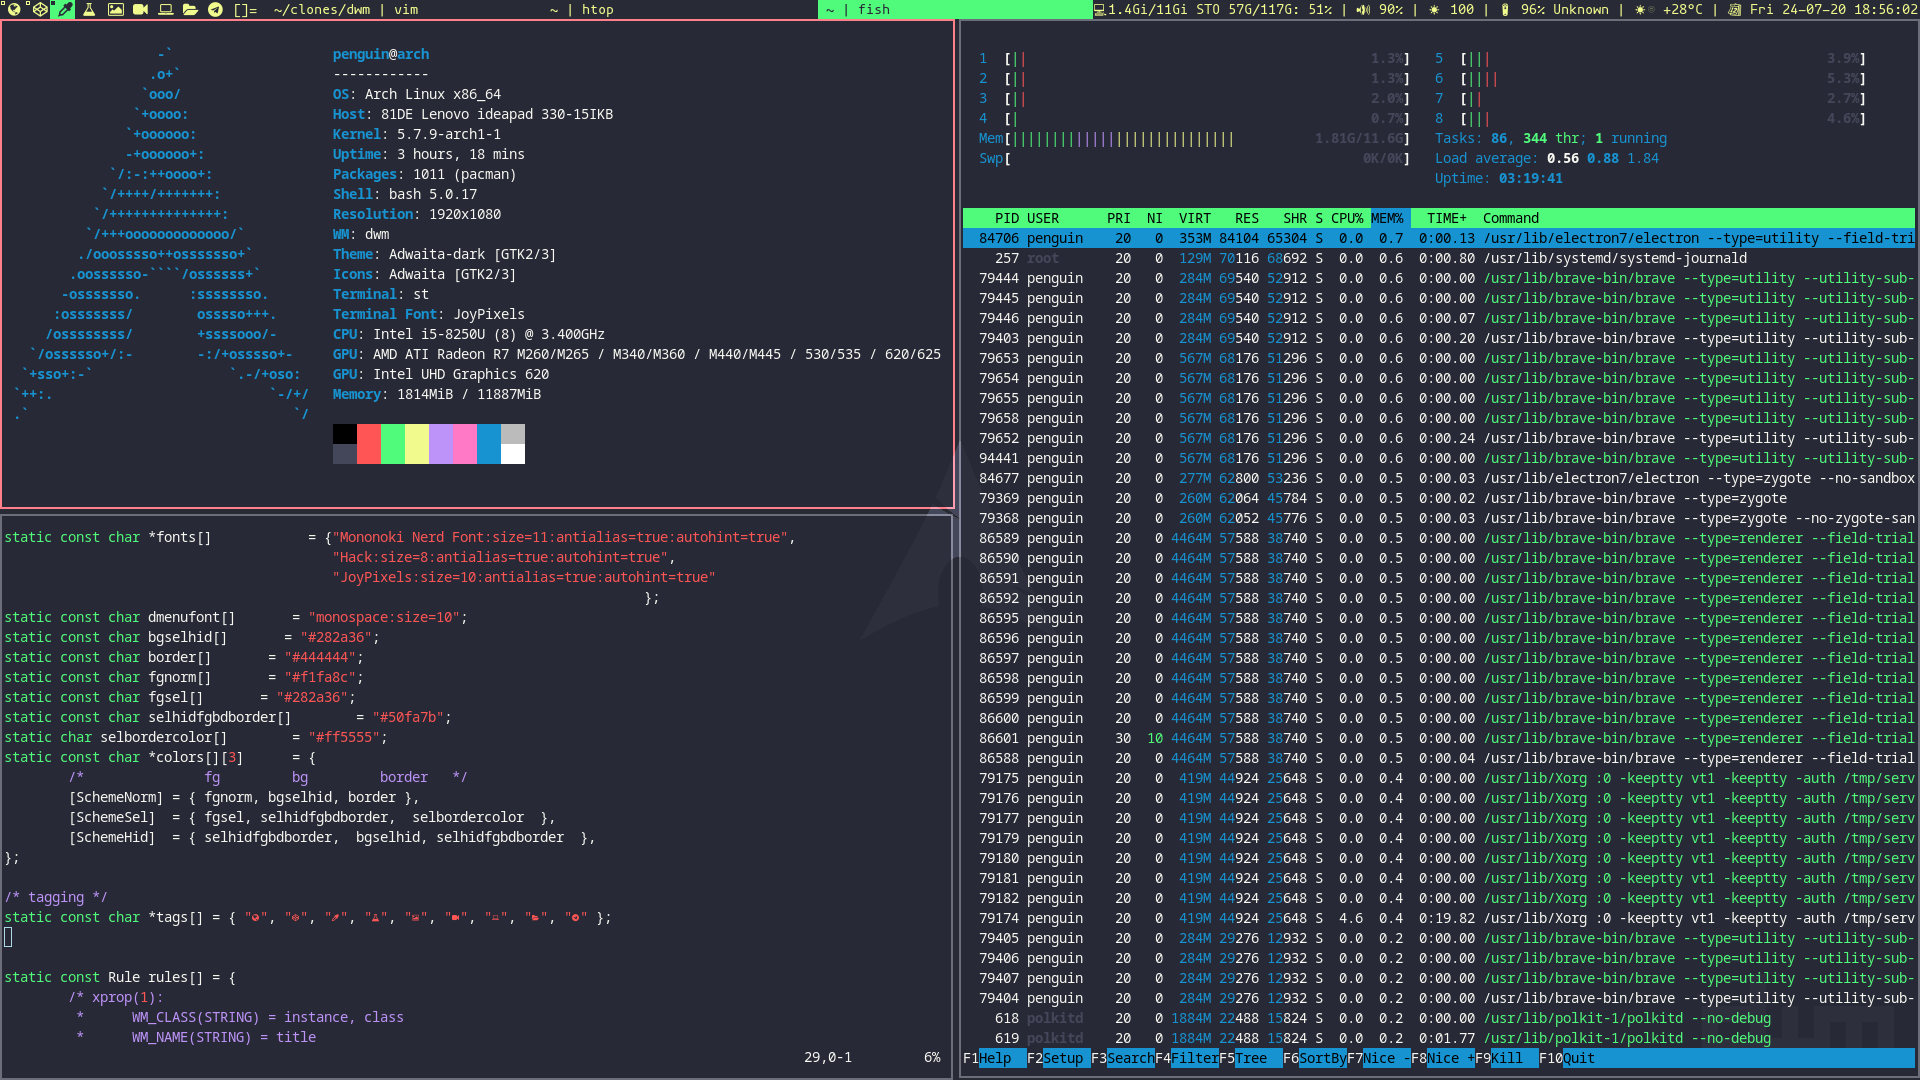 []= ~/clones/dwm | vim ~ | htop ~ | fish 1.4Gi/11Gi STO 57G/117G: 51% | 90% | 100 | 96% Unknown | +28°C | Fri 24-07-20 18:56:02
penguin@arch
------------
OS: Arch Linux x86_64
Host: 81DE Lenovo ideapad 330-15IKB
Kernel: 5.7.9-arch1-1
Uptime: 3 hours, 18 mins
Packages: 1011 (pacman)
Shell: bash 5.0.17
Resolution: 1920x1080
WM: dwm
Theme: Adwaita-dark [GTK2/3]
Icons: Adwaita [GTK2/3]
Terminal: st
Terminal Font: JoyPixels
CPU: Intel i5-8250U (8) @ 3.400GHz
GPU: AMD ATI Radeon R7 M260/M265 / M340/M360 / M440/M445 / 530/535 / 620/625
GPU: Intel UHD Graphics 620
Memory: 1814MiB / 11887MiB
static const char *fonts[] = {"Mononoki Nerd Font:size=11:antialias=true:autohint=true",
"Hack:size=8:antialias=true:autohint=true",
"JoyPixels:size=10:antialias=true:autohint=true"
};
static const char dmenufont[] = "monospace:size=10";
static const char bgselhid[] = "#282a36";
static const char border[] = "#444444";
static const char fgnorm[] = "#f1fa8c";
static const char fgsel[] = "#282a36";
static const char selhidfgbdborder[] = "#50fa7b";
static char selbordercolor[] = "#ff5555";
static const char *colors[][3] = {
/* fg bg border */
[SchemeNorm] = { fgnorm, bgselhid, border },
[SchemeSel] = { fgsel, selhidfgbdborder, selbordercolor },
[SchemeHid] = { selhidfgbdborder, bgselhid, selhidfgbdborder },
};
/* tagging */
static const char *tags[] = { "", "", "", "", "", "", "", "", "" };
static const Rule rules[] = {
/* xprop(1):
* WM_CLASS(STRING) = instance, class
* WM_NAME(STRING) = title
29,0-1 6%
1 [|| 1.3%] 5 [||| 3.9%]
2 [|| 1.3%] 6 [|||| 5.3%]
3 [|| 2.0%] 7 [|| 2.7%]
4 [| 0.7%] 8 [||| 4.6%]
Mem[|||||||||||||||||||||||||||| 1.81G/11.6G] Tasks: 86, 344 thr; 1 running
Swp[ 0K/0K] Load average: 0.56 0.88 1.84
Uptime: 03:19:41
PID USER PRI NI VIRT RES SHR S CPU% MEM% TIME+ Command
84706 penguin 20 0 353M 84104 65304 S 0.0 0.7 0:00.13 /usr/lib/electron7/electron --type=utility --field-tri
257 root 20 0 129M 70116 68692 S 0.0 0.6 0:00.80 /usr/lib/systemd/systemd-journald
79444 penguin 20 0 284M 69540 52912 S 0.0 0.6 0:00.00 /usr/lib/brave-bin/brave --type=utility --utility-sub-
79445 penguin 20 0 284M 69540 52912 S 0.0 0.6 0:00.00 /usr/lib/brave-bin/brave --type=utility --utility-sub-
79446 penguin 20 0 284M 69540 52912 S 0.0 0.6 0:00.07 /usr/lib/brave-bin/brave --type=utility --utility-sub-
79403 penguin 20 0 284M 69540 52912 S 0.0 0.6 0:00.20 /usr/lib/brave-bin/brave --type=utility --utility-sub-
79653 penguin 20 0 567M 68176 51296 S 0.0 0.6 0:00.00 /usr/lib/brave-bin/brave --type=utility --utility-sub-
79654 penguin 20 0 567M 68176 51296 S 0.0 0.6 0:00.00 /usr/lib/brave-bin/brave --type=utility --utility-sub-
79655 penguin 20 0 567M 68176 51296 S 0.0 0.6 0:00.00 /usr/lib/brave-bin/brave --type=utility --utility-sub-
79658 penguin 20 0 567M 68176 51296 S 0.0 0.6 0:00.00 /usr/lib/brave-bin/brave --type=utility --utility-sub-
79652 penguin 20 0 567M 68176 51296 S 0.0 0.6 0:00.24 /usr/lib/brave-bin/brave --type=utility --utility-sub-
94441 penguin 20 0 567M 68176 51296 S 0.0 0.6 0:00.00 /usr/lib/brave-bin/brave --type=utility --utility-sub-
84677 penguin 20 0 277M 62800 53236 S 0.0 0.5 0:00.03 /usr/lib/electron7/electron --type=zygote --no-sandbox
79369 penguin 20 0 260M 62064 45784 S 0.0 0.5 0:00.02 /usr/lib/brave-bin/brave --type=zygote
79368 penguin 20 0 260M 62052 45776 S 0.0 0.5 0:00.03 /usr/lib/brave-bin/brave --type=zygote --no-zygote-san
86589 penguin 20 0 4464M 57588 38740 S 0.0 0.5 0:00.00 /usr/lib/brave-bin/brave --type=renderer --field-trial
86590 penguin 20 0 4464M 57588 38740 S 0.0 0.5 0:00.00 /usr/lib/brave-bin/brave --type=renderer --field-trial
86591 penguin 20 0 4464M 57588 38740 S 0.0 0.5 0:00.00 /usr/lib/brave-bin/brave --type=renderer --field-trial
86592 penguin 20 0 4464M 57588 38740 S 0.0 0.5 0:00.00 /usr/lib/brave-bin/brave --type=renderer --field-trial
86595 penguin 20 0 4464M 57588 38740 S 0.0 0.5 0:00.00 /usr/lib/brave-bin/brave --type=renderer --field-trial
86596 penguin 20 0 4464M 57588 38740 S 0.0 0.5 0:00.00 /usr/lib/brave-bin/brave --type=renderer --field-trial
86597 penguin 20 0 4464M 57588 38740 S 0.0 0.5 0:00.00 /usr/lib/brave-bin/brave --type=renderer --field-trial
86598 penguin 20 0 4464M 57588 38740 S 0.0 0.5 0:00.00 /usr/lib/brave-bin/brave --type=renderer --field-trial
86599 penguin 20 0 4464M 57588 38740 S 0.0 0.5 0:00.00 /usr/lib/brave-bin/brave --type=renderer --field-trial
86600 penguin 20 0 4464M 57588 38740 S 0.0 0.5 0:00.00 /usr/lib/brave-bin/brave --type=renderer --field-trial
86601 penguin 30 10 4464M 57588 38740 S 0.0 0.5 0:00.00 /usr/lib/brave-bin/brave --type=renderer --field-trial
86588 penguin 20 0 4464M 57588 38740 S 0.0 0.5 0:00.04 /usr/lib/brave-bin/brave --type=renderer --field-trial
79175 penguin 20 0 419M 44924 25648 S 0.0 0.4 0:00.00 /usr/lib/Xorg :0 -keeptty vt1 -keeptty -auth /tmp/serv
79176 penguin 20 0 419M 44924 25648 S 0.0 0.4 0:00.00 /usr/lib/Xorg :0 -keeptty vt1 -keeptty -auth /tmp/serv
79177 penguin 20 0 419M 44924 25648 S 0.0 0.4 0:00.00 /usr/lib/Xorg :0 -keeptty vt1 -keeptty -auth /tmp/serv
79178 penguin 20 0 419M 44924 25648 S 0.0 0.4 0:00.00 /usr/lib/Xorg :0 -keeptty vt1 -keeptty -auth /tmp/serv
79179 penguin 20 0 419M 44924 25648 S 0.0 0.4 0:00.00 /usr/lib/Xorg :0 -keeptty vt1 -keeptty -auth /tmp/serv
79180 penguin 20 0 419M 44924 25648 S 0.0 0.4 0:00.00 /usr/lib/Xorg :0 -keeptty vt1 -keeptty -auth /tmp/serv
79181 penguin 20 0 419M 44924 25648 S 0.0 0.4 0:00.00 /usr/lib/Xorg :0 -keeptty vt1 -keeptty -auth /tmp/serv
79182 penguin 20 0 419M 44924 25648 S 0.0 0.4 0:00.00 /usr/lib/Xorg :0 -keeptty vt1 -keeptty -auth /tmp/serv
79174 penguin 20 0 419M 44924 25648 S 4.6 0.4 0:19.82 /usr/lib/Xorg :0 -keeptty vt1 -keeptty -auth /tmp/serv
79405 penguin 20 0 284M 29276 12932 S 0.0 0.2 0:00.00 /usr/lib/brave-bin/brave --type=utility --utility-sub-
79406 penguin 20 0 284M 29276 12932 S 0.0 0.2 0:00.00 /usr/lib/brave-bin/brave --type=utility --utility-sub-
79407 penguin 20 0 284M 29276 12932 S 0.0 0.2 0:00.00 /usr/lib/brave-bin/brave --type=utility --utility-sub-
79404 penguin 20 0 284M 29276 12932 S 0.0 0.2 0:00.00 /usr/lib/brave-bin/brave --type=utility --utility-sub-
618 polkitd 20 0 1884M 22488 15824 S 0.0 0.2 0:00.00 /usr/lib/polkit-1/polkitd --no-debug
619 polkitd 20 0 1884M 22488 15824 S 0.0 0.2 0:01.77 /usr/lib/polkit-1/polkitd --no-debug
F1Help F2Setup F3SearchF4FilterF5Tree F6SortByF7Nice -F8Nice +F9Kill F10Quit